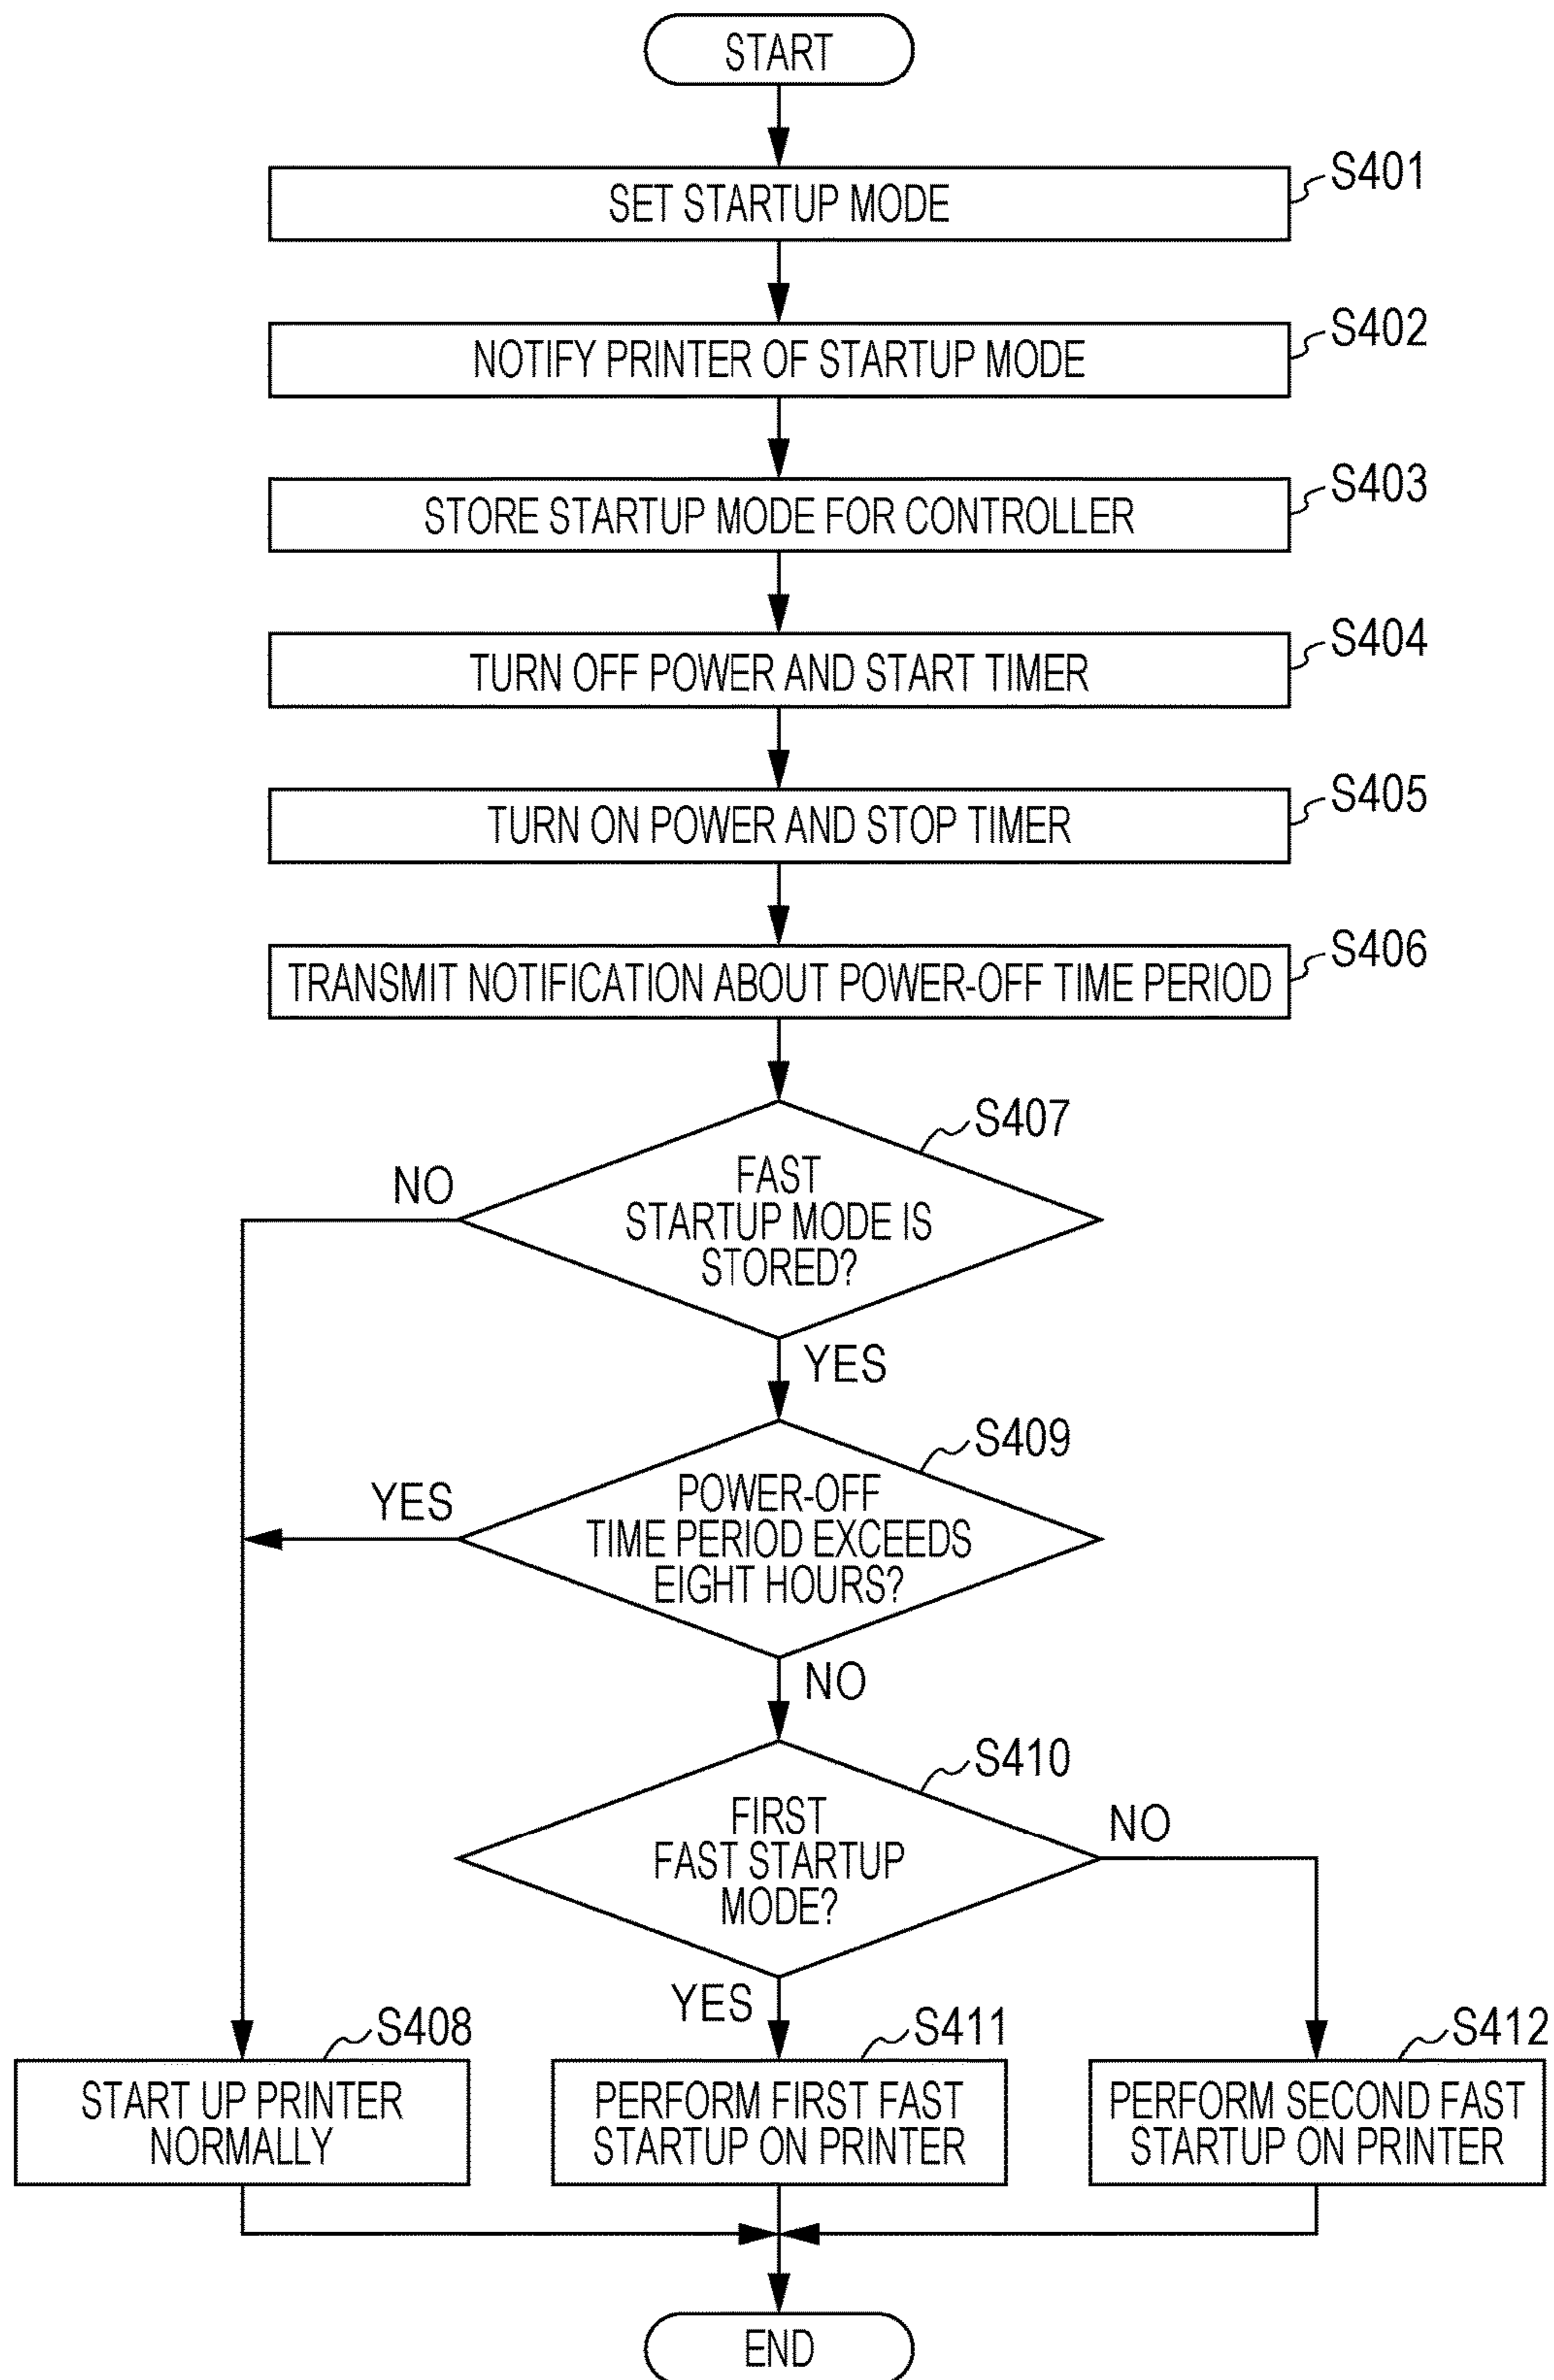 START
S401
SET STARTUP MODE
S402
NOTIFY PRINTER OF STARTUP MODE
S403
STORE STARTUP MODE FOR CONTROLLER
S404
TURN OFF POWER AND START TIMER
S405
TURN ON POWER AND STOP TIMER
S406
TRANSMIT NOTIFICATION ABOUT POWER-OFF TIME PERIOD
S407
NO
FAST
STARTUP MODE IS
STORED?
YES
S409
YES
POWER-OFF
TIME PERIOD EXCEEDS
EIGHT HOURS?
NO
S410
FIRST
FAST STARTUP
MODE?
NO
YES
S408
START UP PRINTER
NORMALLY
S411
PERFORM FIRST FAST
STARTUP ON PRINTER
S412
PERFORM SECOND FAST
STARTUP ON PRINTER
END